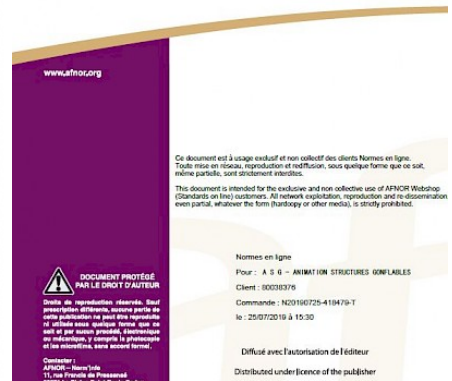 www.afnor.org
Ce document est à usage exclusif et non collectif des clients Normes en ligne.
Toute mise en réseau, reproduction et rediffusion, sous quelque forme que ce soit,
même partielle, sont strictement interdites.
This document is intended for the exclusive and non collective use of AFNOR Webshop
(Standards on line) customers. All network exploitation, reproduction and re-dissemination,
even partial, whatever the form (hardcopy or other media), is strictly prohibited.
DOCUMENT PROTÉGÉ
PAR LE DROIT D'AUTEUR
Droits de reproduction réservés. Sauf
prescription différente, aucune partie de
cette publication ne peut être reproduite
ni utilisée sous quelque forme que ce
soit et par aucun procédé, électronique
ou mécanique, y compris la photocopie
et les microfilms, sans accord formel.
Contacter :
AFNOR – Norm'Info
11, rue Francis de Pressensé
Normes en ligne
Pour : A S G - ANIMATION STRUCTURES GONFLABLES
Client : 80038376
Commande : N20190725-418479-T
le : 25/07/2019 à 15:30
Diffusé avec l'autorisation de l'éditeur
Distributed under licence of the publisher